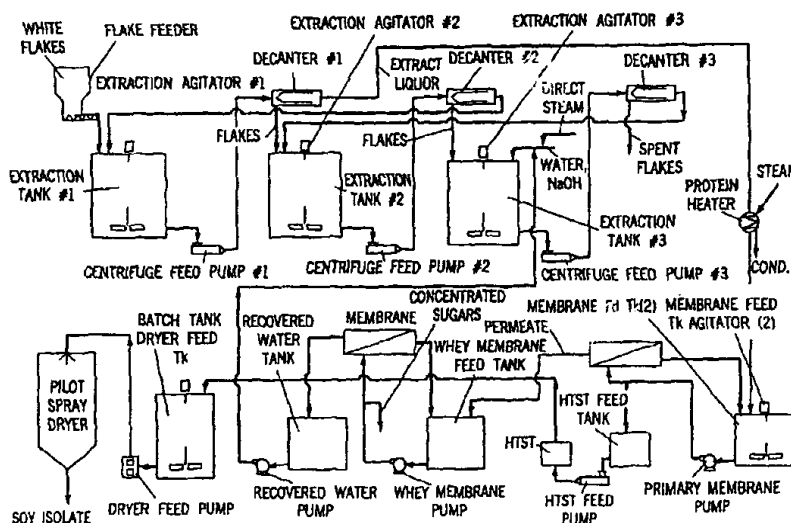 WHITE
FLAKES
FLAKE FEEDER
EXTRACTION AGITATOR #1
DECANTER #1
EXTRACTION
AGITATOR #2
EXTRACT
LIQUOR
EXTRACTION
AGITATOR #3
DECANTER #2
DIRECT
STEAM
DECANTER #3
FLAKES
FLAKES
WATER,
NaOH
SPENT
FLAKES
EXTRACTION
TANK #1
EXTRACTION
TANK #2
EXTRACTION
TANK #3
PROTEIN
HEATER
STEAM
COND.
CENTRIFUGE FEED PUMP #1
CENTRIFUGE FEED PUMP #2
CENTRIFUGE FEED PUMP #3
BATCH TANK
DRYER FEED
Tk
RECOVERED
WATER
TANK
MEMBRANE
CONCENTRATED
SUGARS
WHEY MEMBRANE
FEED TANK
PERMEATE
MEMBRANE Fd Tk(2)
MEMBRANE FEED
Tk AGITATOR (2)
PILOT
SPRAY
DRYER
HTST
HTST FEED
TANK
SOY ISOLATE
DRYER FEED PUMP
RECOVERED WATER
PUMP
WHEY MEMBRANE
PUMP
HTST FEED
PUMP
PRIMARY MEMBRANE
PUMP